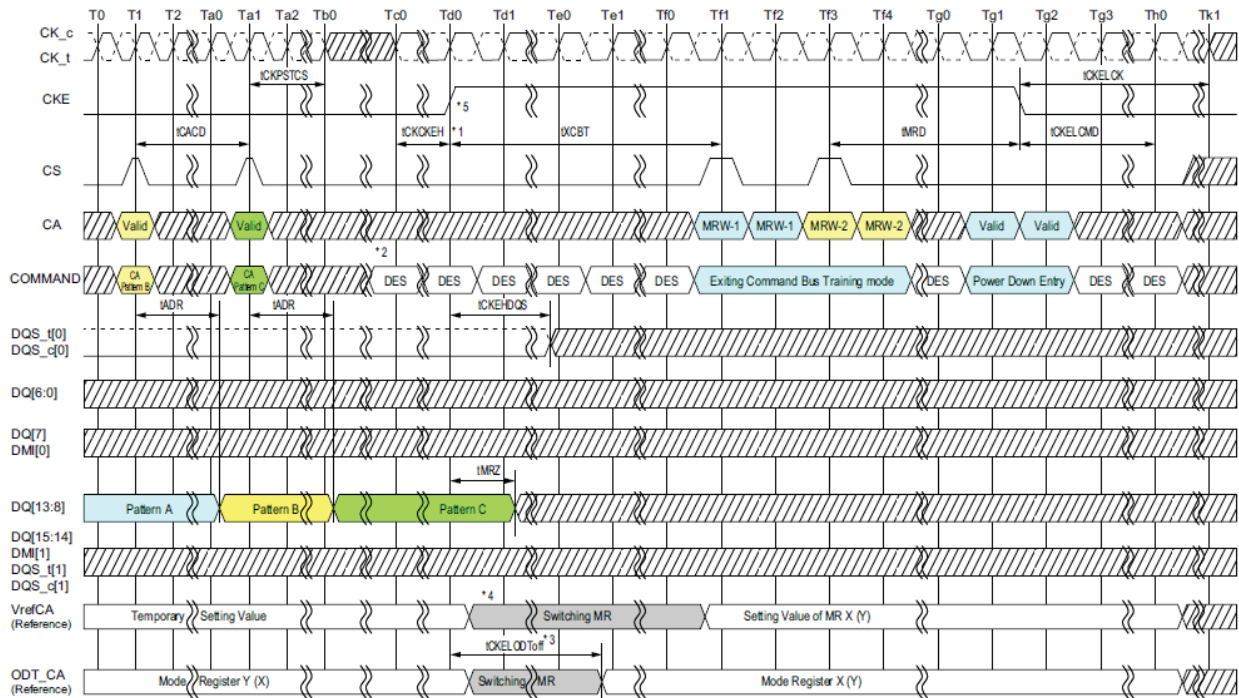 T0 T1 T2 Ta0 Ta1 Ta2 Tb0 Tc0 Td0 Td1 Te0 Te1 Tf0 Tf1 Tf2 Tf3 Tf4 Tg0 Tg1 Tg2 Tg3 Th0 Tk1
CK_c
CK_t
tCKPSTCS tCKELCK
CKE
*5
tCACD tCKCKEH *1 tXCBT tMRD tCKELCMD
CS
CA Valid Valid MRW-1 MRW-1 MRW-2 MRW-2 Valid Valid
*2
COMMAND CA Pattern B CA Pattern C DES DES DES DES DES DES Exiting Command Bus Training mode DES Power Down Entry DES DES
tADR tADR tCKEHDQS
DQS_t[0]
DQS_c[0]
DQ[6:0]
DQ[7]
DMI[0]
tMRZ
DQ[13:8] Pattern A Pattern B Pattern C
DQ[15:14]
DMI[1]
DQS_t[1]
DQS_c[1]
*4
VrefCA Temporary Setting Value Switching MR Setting Value of MR X (Y)
(Reference)
tCKELODToff *3
ODT_CA Mode Register Y (X) Switching MR Mode Register X (Y)
(Reference)